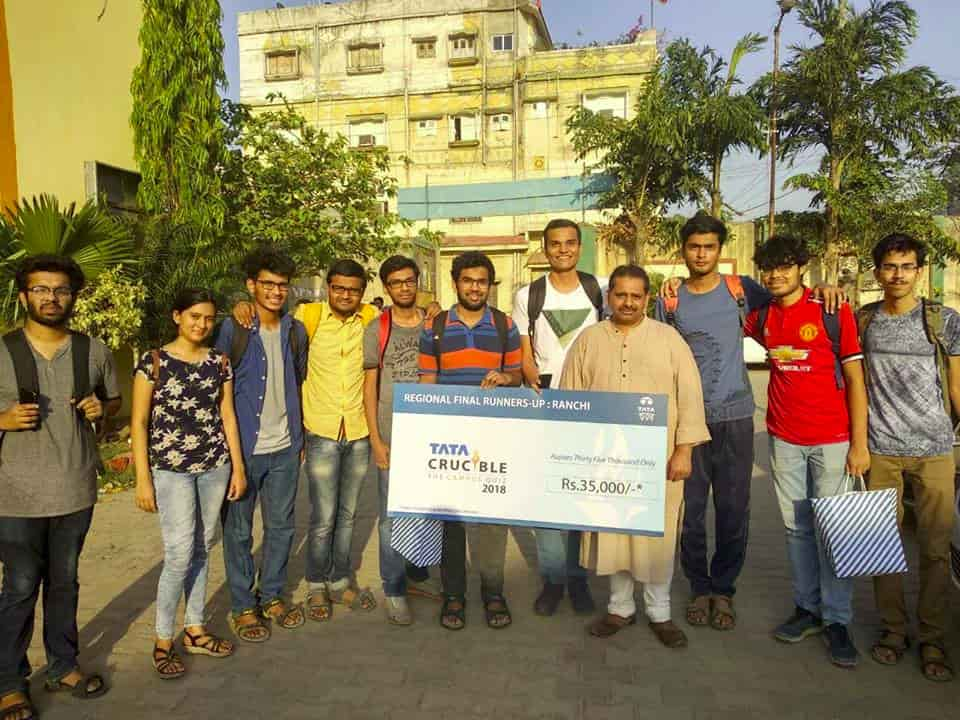 REGIONAL FINAL RUNNERS-UP : RANCHI
TATA
TATA
CRUCIBLE
THE CAMPUS QUIZ
2018
Rupees Thirty Five Thousand Only
Rs.35,000/-*
ALWAYS
CHEVROLET